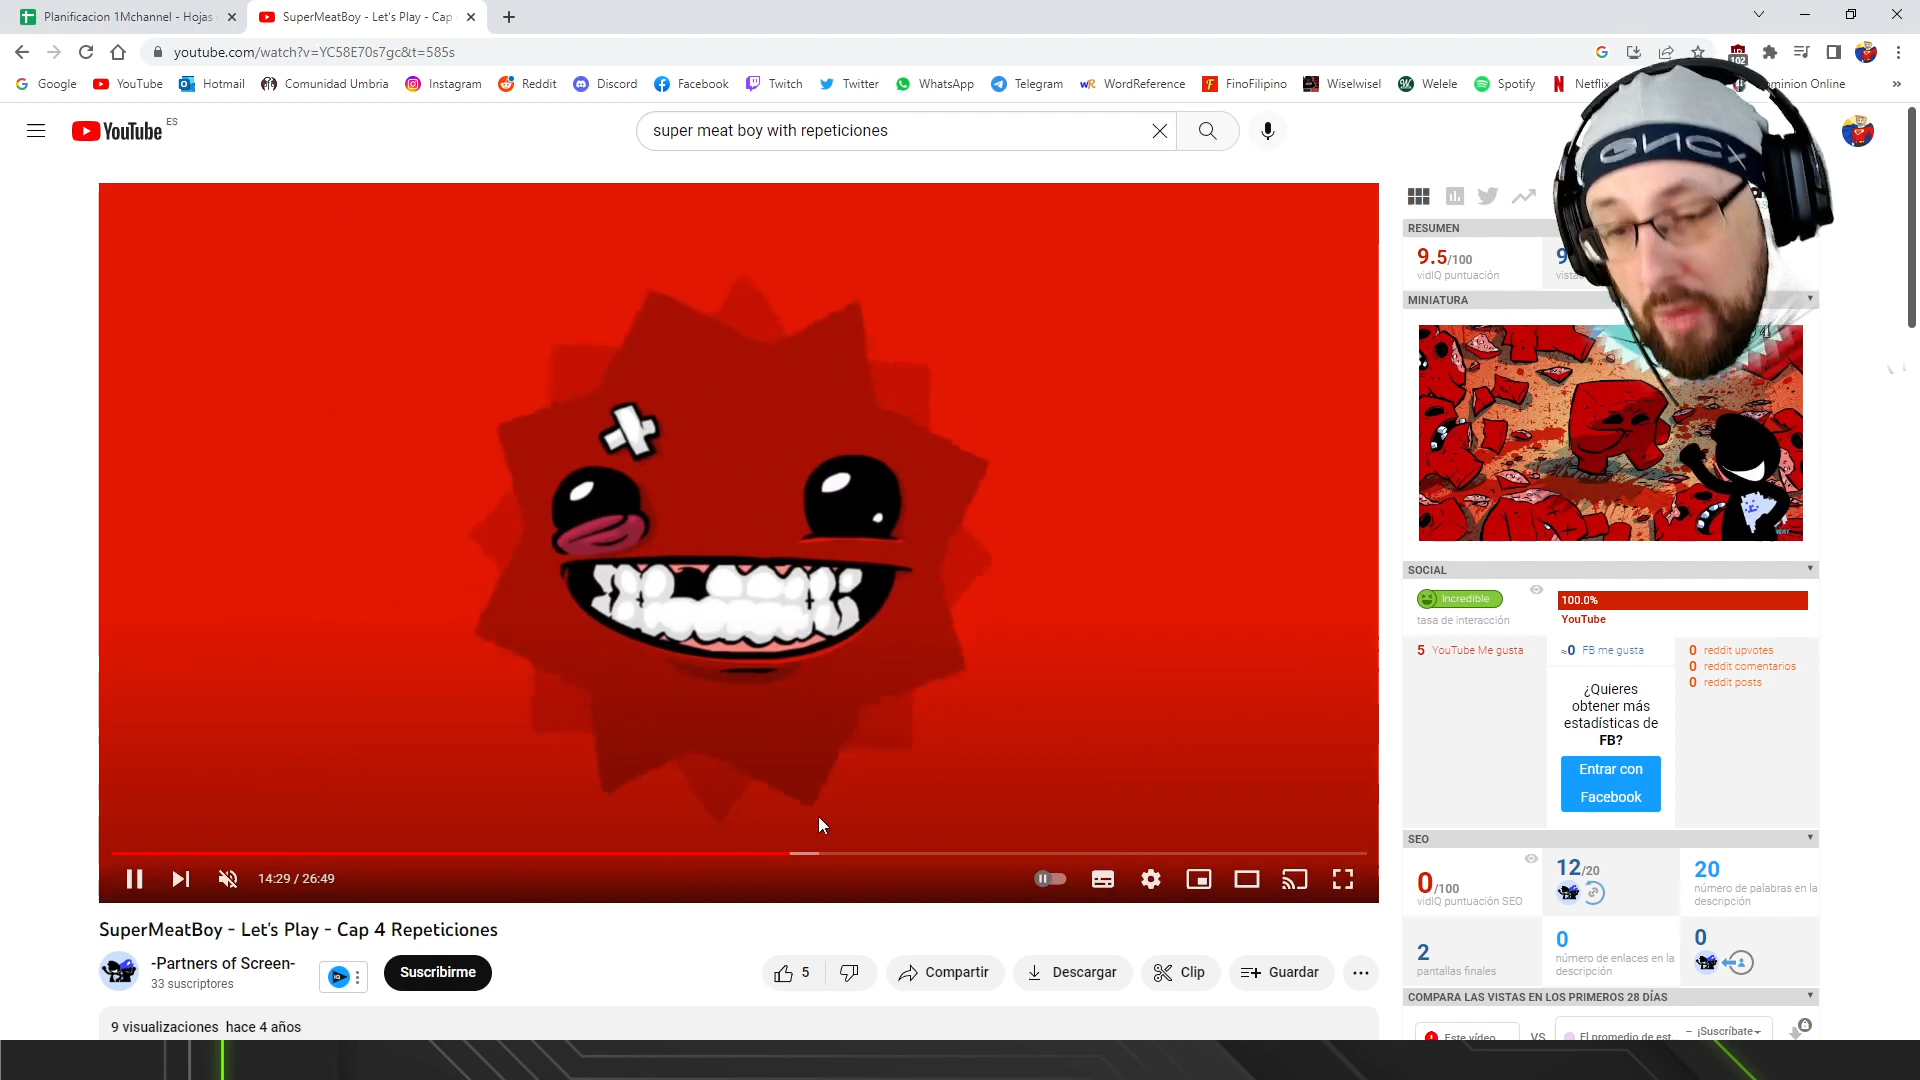 Planificacion 1Mchannel - Hojas
SuperMeatBoy - Let's Play - Cap
youtube.com/watch?v=YC58E70s7gc&t=585s
102
Google YouTube Hotmail Comunidad Umbria Instagram Reddit Discord Facebook Twitch Twitter WhatsApp Telegram WordReference FinoFilipino Wiselwisel Welele Spotify Netflix minion Online »
YouTube ES
super meat boy with repeticiones
RESUMEN
9.5/100
vidIQ puntuación
9
vistas
MINIATURA
SOCIAL
Incredible
tasa de interacción
100.0%
YouTube
5 YouTube Me gusta
≈0 FB me gusta
0 reddit upvotes
0 reddit comentarios
0 reddit posts
¿Quieres
obtener más
estadísticas de
FB?
Entrar con
Facebook
SEO
0/100
vidIQ puntuación SEO
12/20
20
número de palabras en la
descripción
2
pantallas finales
0
número de enlaces en la
descripción
0
COMPARA LAS VISTAS EN LOS PRIMEROS 28 DÍAS
Este vídeo VS El promedio de est... – ¡Suscríbate
14:29 / 26:49
SuperMeatBoy - Let's Play - Cap 4 Repeticiones
-Partners of Screen-
33 suscriptores
Suscribirme
5
Compartir
Descargar
Clip
Guardar
9 visualizaciones hace 4 años